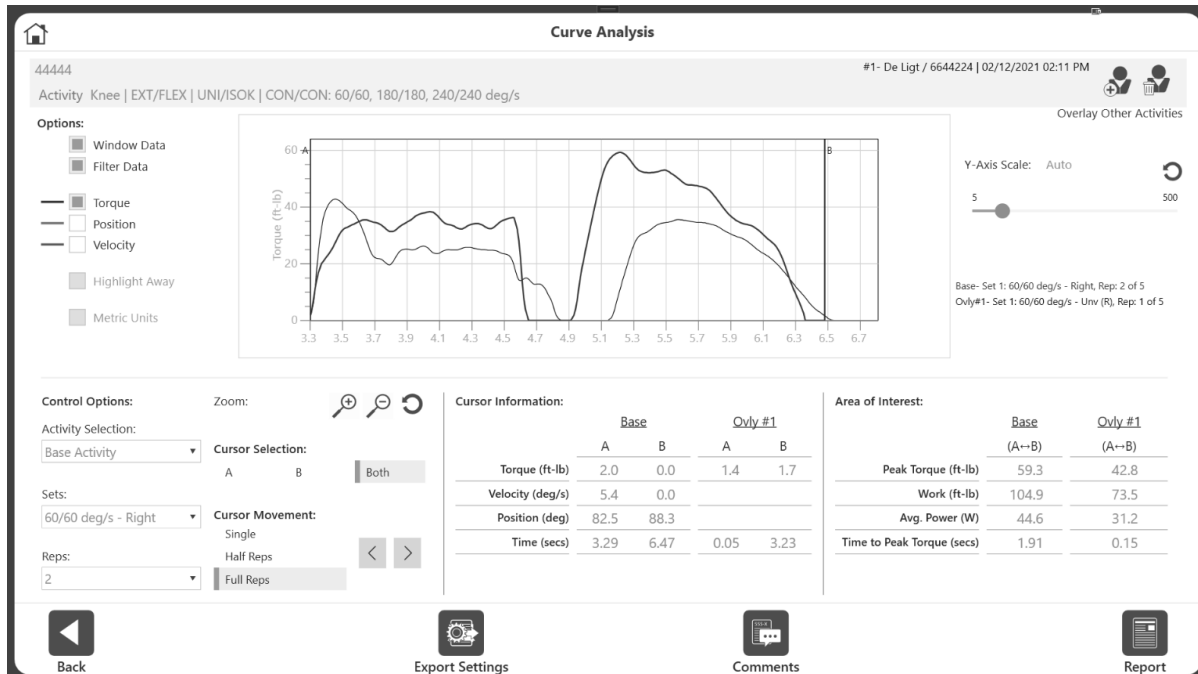 Curve Analysis
44444
#1- De Ligt / 6644224 | 02/12/2021 02:11 PM
Activity Knee | EXT/FLEX | UNI/ISOK | CON/CON: 60/60, 180/180, 240/240 deg/s
Overlay Other Activities
Options:
Window Data
Filter Data
Torque
Position
Velocity
Highlight Away
Metric Units
Torque (ft-lb)
60
40
20
0
A
B
3.3 3.5 3.7 3.9 4.1 4.3 4.5 4.7 4.9 5.1 5.3 5.5 5.7 5.9 6.1 6.3 6.5 6.7
Y-Axis Scale: Auto
5 500
Base- Set 1: 60/60 deg/s - Right, Rep: 2 of 5
Ovly#1- Set 1: 60/60 deg/s - Unv (R), Rep: 1 of 5
Control Options:
Activity Selection:
Base Activity
Sets:
60/60 deg/s - Right
Reps:
2
Zoom:
Cursor Selection:
A B Both
Cursor Movement:
Single
Half Reps
Full Reps
Cursor Information:
Base Ovly #1
A B A B
Torque (ft-lb) 2.0 0.0 1.4 1.7
Velocity (deg/s) 5.4 0.0
Position (deg) 82.5 88.3
Time (secs) 3.29 6.47 0.05 3.23
Area of Interest:
Base Ovly #1
(A↔B) (A↔B)
Peak Torque (ft-lb) 59.3 42.8
Work (ft-lb) 104.9 73.5
Avg. Power (W) 44.6 31.2
Time to Peak Torque (secs) 1.91 0.15
Back
Export Settings
Comments
Report